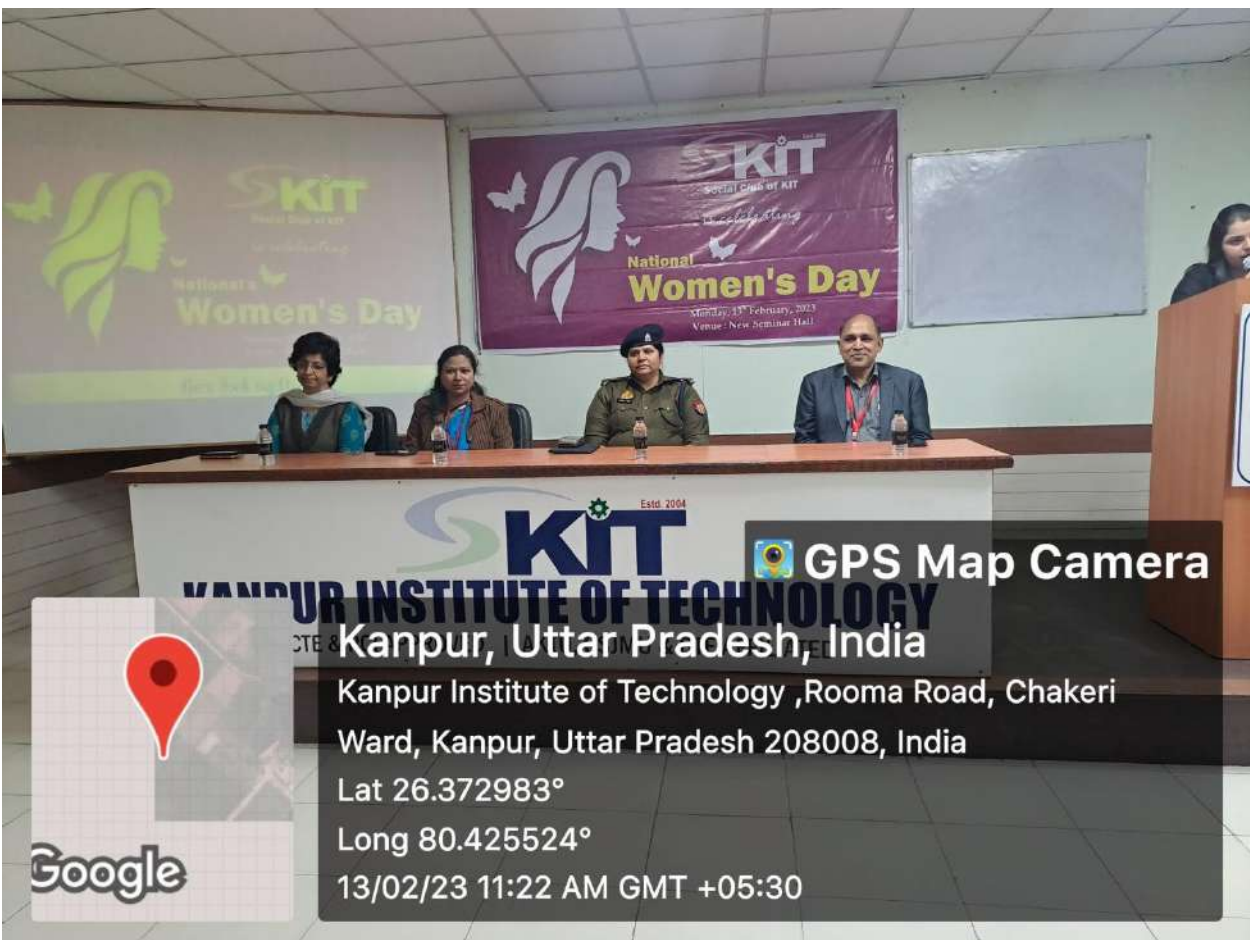 SKIT
Social Club of KIT
is celebrating
National's
Women's Day
Estd. 2004
SKIT
Social Club of KIT
is celebrating
National
Women's Day
Monday, 13th February, 2023
Venue : New Seminar Hall
Estd. 2004
SKIT
KANPUR INSTITUTE OF TECHNOLOGY
GPS Map Camera
Kanpur, Uttar Pradesh, India
Kanpur Institute of Technology ,Rooma Road, Chakeri
Ward, Kanpur, Uttar Pradesh 208008, India
Lat 26.372983°
Long 80.425524°
13/02/23 11:22 AM GMT +05:30
Google